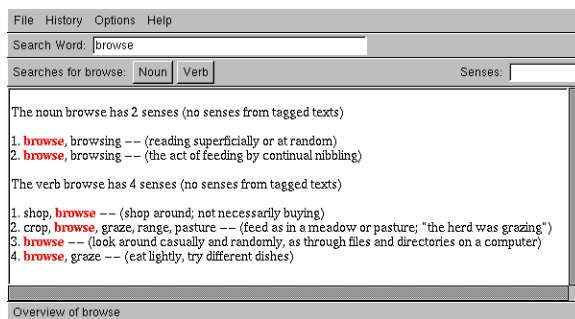 File History Options Help
Search Word: browse
Searches for browse: Noun Verb Senses:
The noun browse has 2 senses (no senses from tagged texts)
1. browse, browsing -- (reading superficially or at random)
2. browse, browsing -- (the act of feeding by continual nibbling)
The verb browse has 4 senses (no senses from tagged texts)
1. shop, browse -- (shop around; not necessarily buying)
2. crop, browse, graze, range, pasture -- (feed as in a meadow or pasture; "the herd was grazing")
3. browse -- (look around casually and randomly, as through files and directories on a computer)
4. browse, graze -- (eat lightly, try different dishes)
Overview of browse